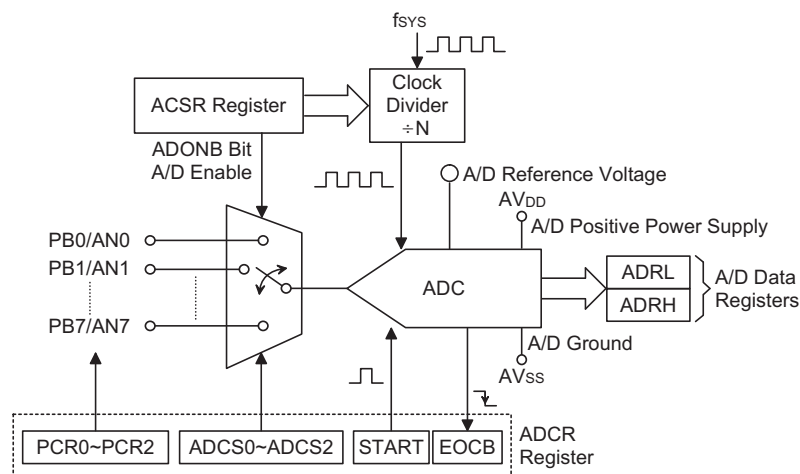 fSYS
Clock
Divider
÷N
ACSR Register
ADONB Bit
A/D Enable
A/D Reference Voltage
AVDD
A/D Positive Power Supply
PB0/AN0
PB1/AN1
PB7/AN7
ADC
ADRL
ADRH
A/D Data
Registers
A/D Ground
AVSS
PCR0~PCR2
ADCS0~ADCS2
START
EOCB
ADCR
Register